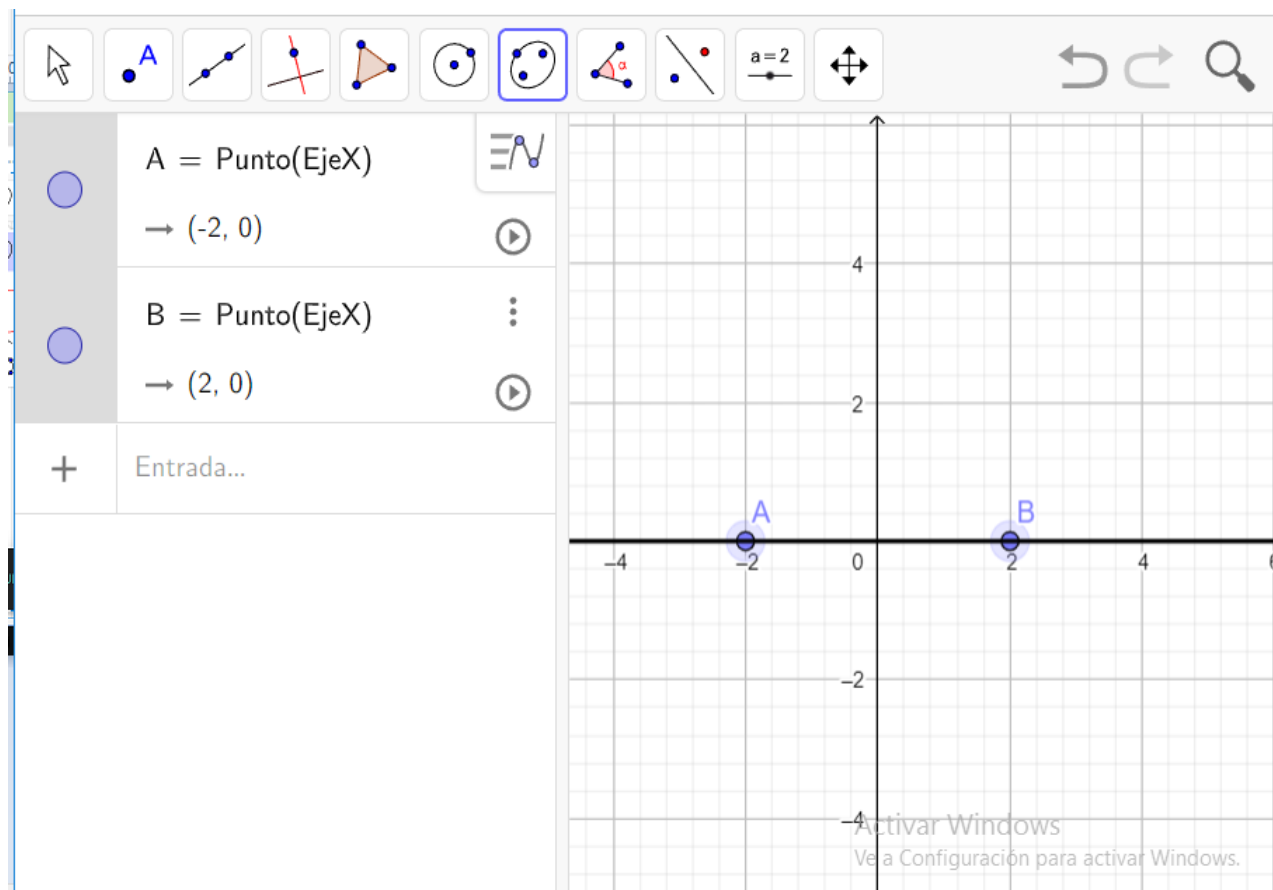 A
α
a = 2
A = Punto(EjeX)
→ (-2, 0)
B = Punto(EjeX)
→ (2, 0)
+ Entrada...
4
2
A B
–4 –2 0 2 4
–2
–4
Activar Windows
Ve a Configuración para activar Windows.